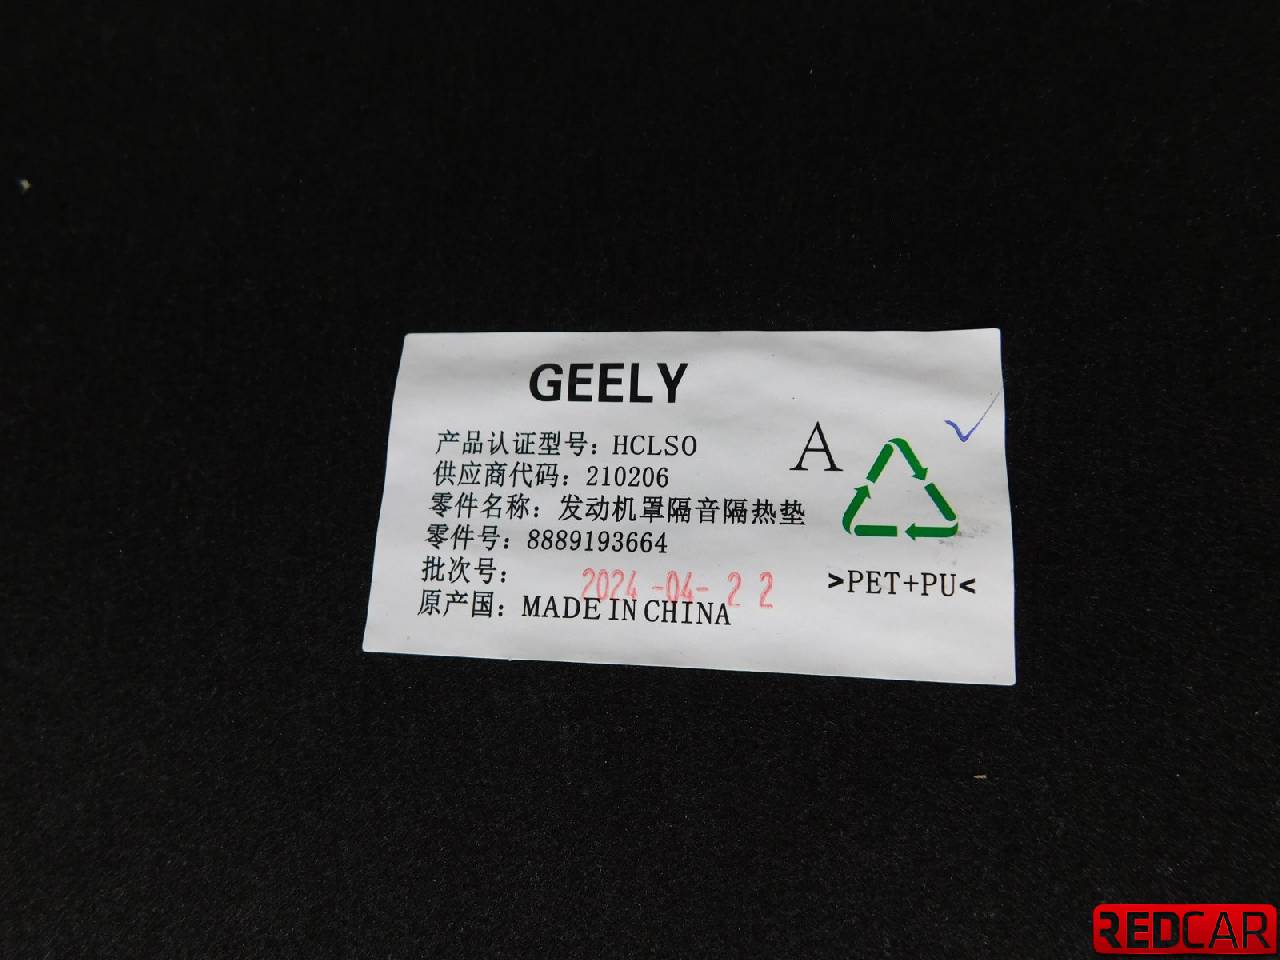 GEELY
产品认证型号：HCLSO
供应商代码：210206
零件名称：发动机罩隔音隔热垫
零件号：8889193664
批次号：2024-04-22
原产国：MADE IN CHINA
A
>PET+PU<
REDCAR